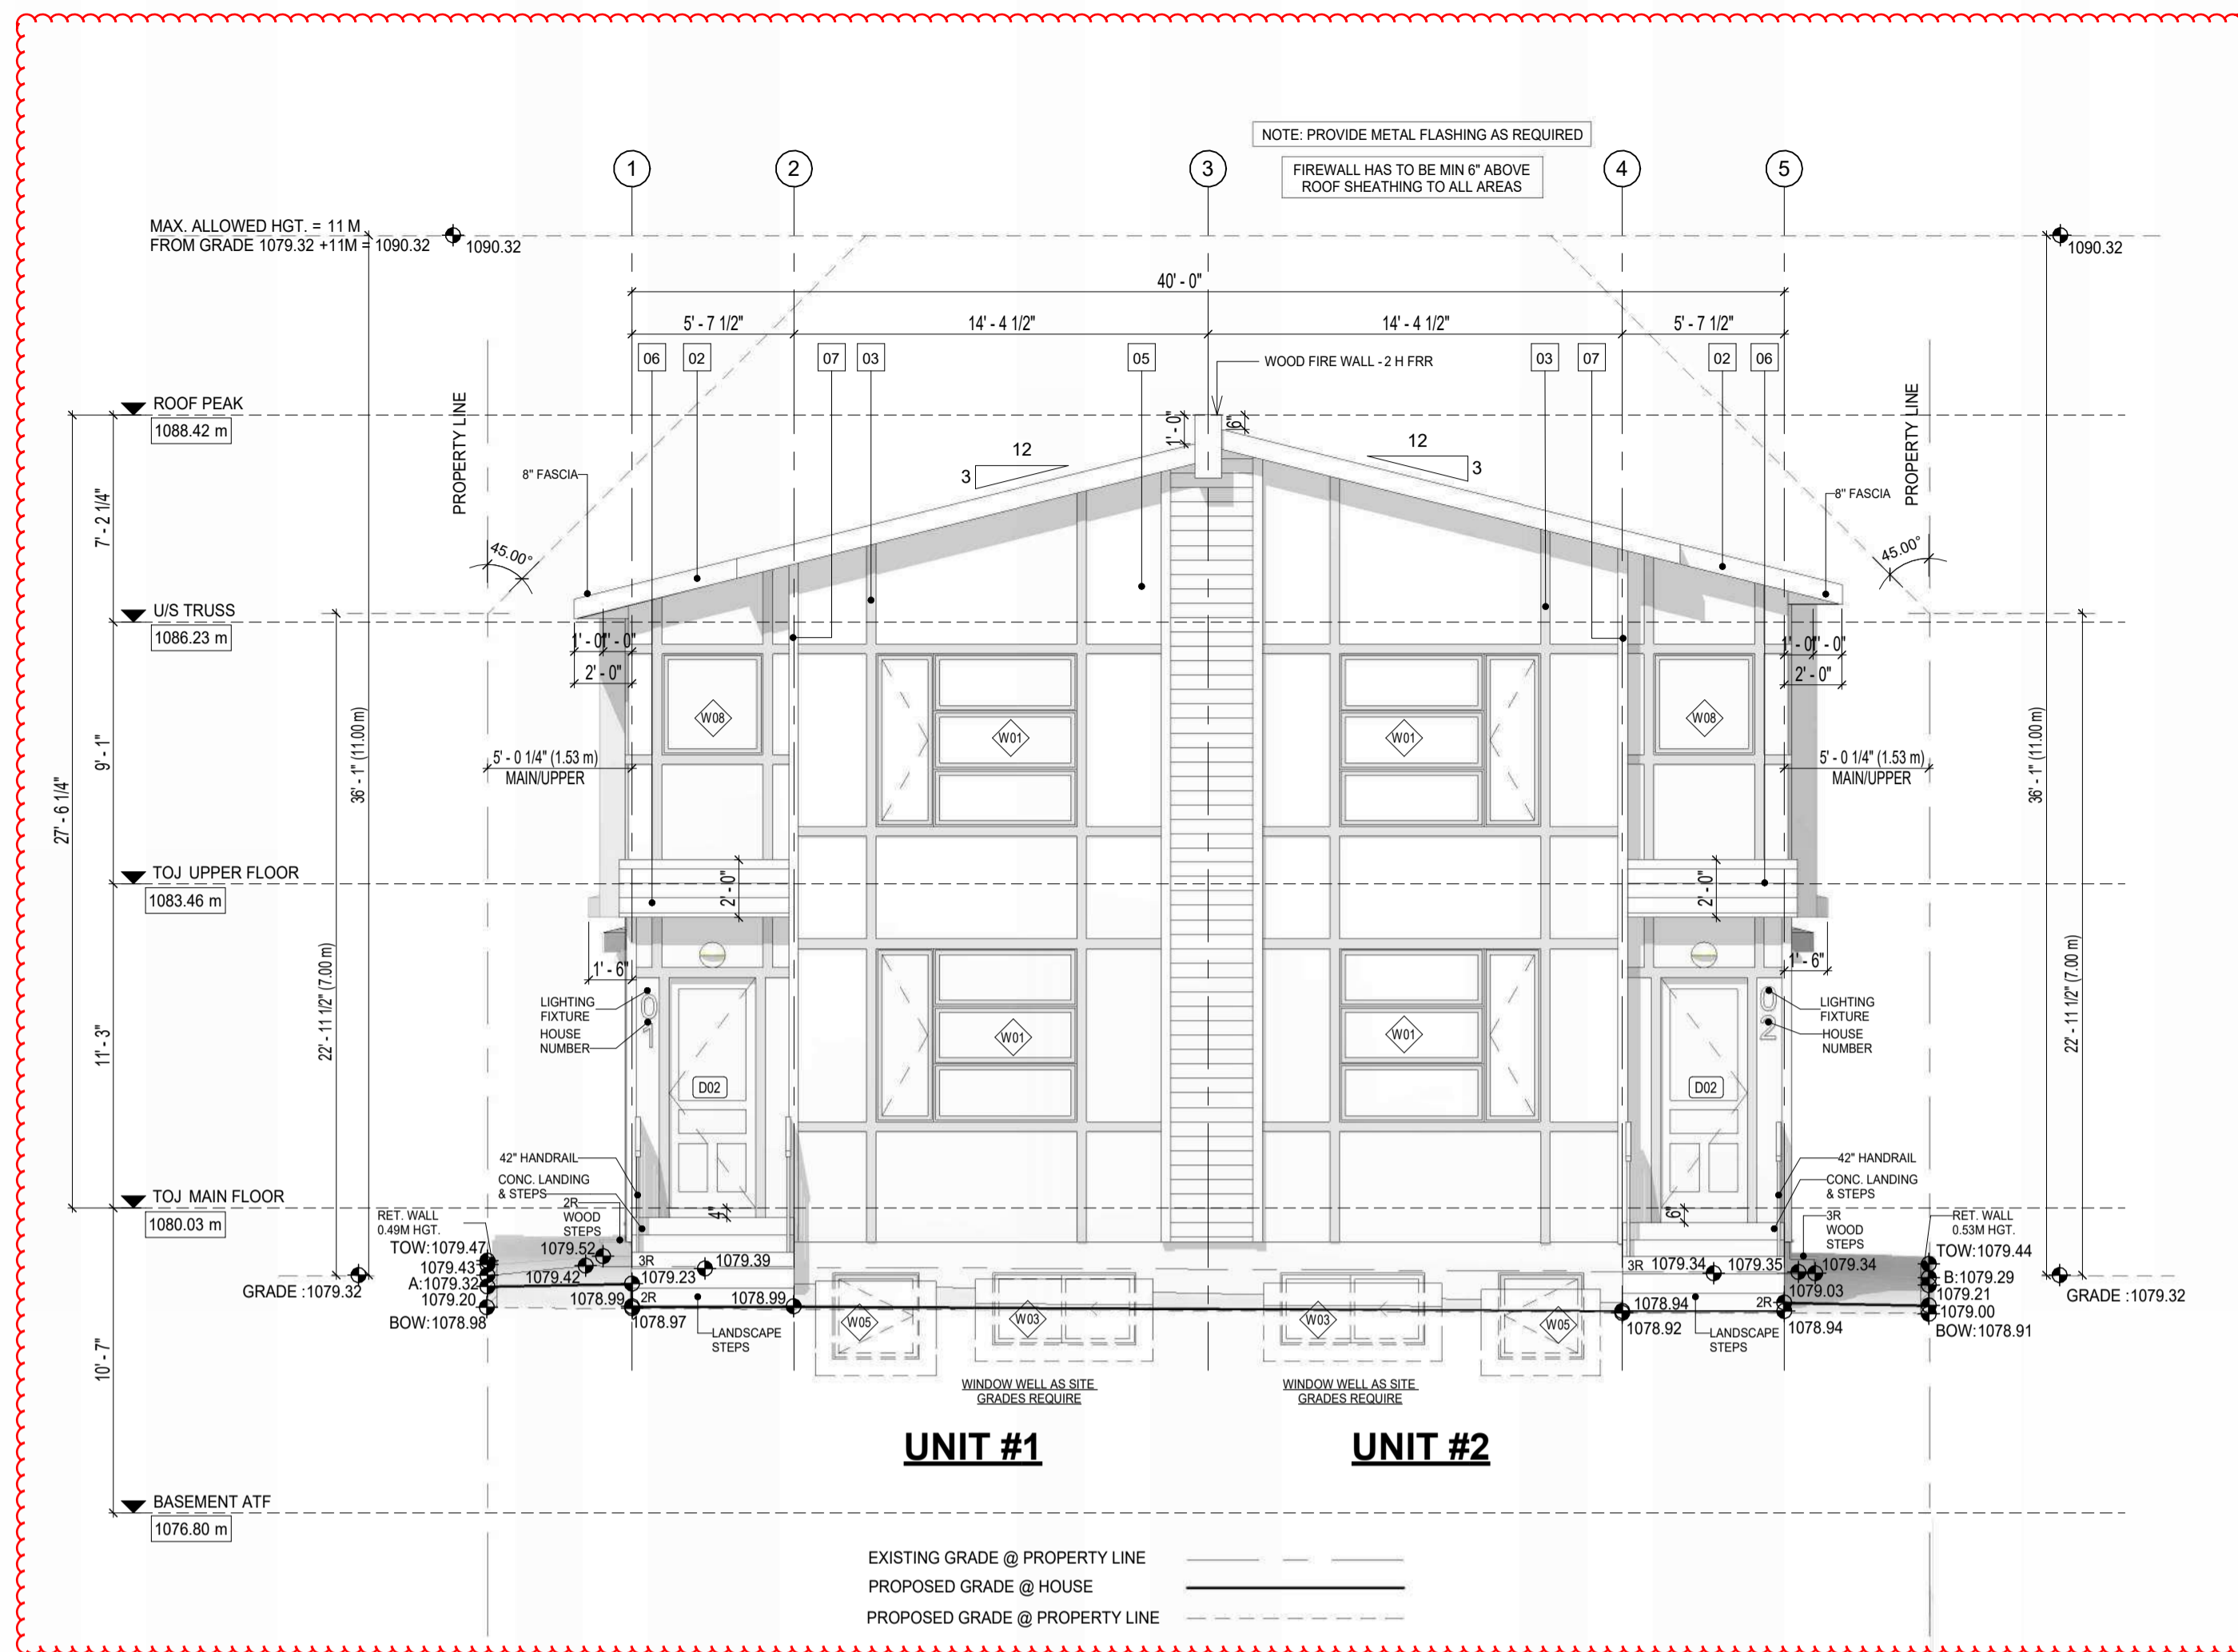 NOTE: PROVIDE METAL FLASHING AS REQUIRED
FIREWALL HAS TO BE MIN 6" ABOVE
ROOF SHEATHING TO ALL AREAS
1
2
3
4
5
MAX. ALLOWED HGT. = 11 M
FROM GRADE 1079.32 +11M = 1090.32
1090.32
1090.32
40' - 0"
5' - 7 1/2"
14' - 4 1/2"
14' - 4 1/2"
5' - 7 1/2"
06
02
07
03
05
WOOD FIRE WALL - 2 H FRR
03
07
02
06
ROOF PEAK
1088.42 m
PROPERTY LINE
PROPERTY LINE
1' - 0"
6"
12
3
12
3
8" FASCIA
8" FASCIA
7' - 2 1/4"
45.00°
45.00°
U/S TRUSS
1086.23 m
1' - 0"
1' - 0"
2' - 0"
1' - 0"
1' - 0"
2' - 0"
W08
W01
W01
W08
9' - 1"
36' - 1" (11.00 m)
36' - 1" (11.00 m)
27' - 6 1/4"
5' - 0 1/4" (1.53 m)
MAIN/UPPER
5' - 0 1/4" (1.53 m)
MAIN/UPPER
TOJ UPPER FLOOR
1083.46 m
2' - 0"
2' - 0"
1' - 6"
1' - 6"
22' - 11 1/2" (7.00 m)
22' - 11 1/2" (7.00 m)
11' - 3"
LIGHTING
FIXTURE
HOUSE
NUMBER
0
1
D02
W01
W01
D02
0
2
LIGHTING
FIXTURE
HOUSE
NUMBER
42" HANDRAIL
CONC. LANDING
& STEPS
2R
WOOD
STEPS
42" HANDRAIL
CONC. LANDING
& STEPS
3R
WOOD
STEPS
TOJ MAIN FLOOR
1080.03 m
4"
6"
RET. WALL
0.49M HGT.
TOW:1079.47
1079.43
A:1079.32
1079.20
BOW:1078.98
GRADE :1079.32
1079.52
1079.42
3R
1079.39
1079.23
1078.99
2R
1078.99
1078.97
LANDSCAPE
STEPS
W05
W03
W03
W05
3R
1079.34
1079.35
1079.34
1079.03
1078.94
2R
1078.92
1078.94
LANDSCAPE
STEPS
RET. WALL
0.53M HGT.
TOW:1079.44
B:1079.29
1079.21
1079.00
BOW:1078.91
GRADE :1079.32
10' - 7"
WINDOW WELL AS SITE
GRADES REQUIRE
WINDOW WELL AS SITE
GRADES REQUIRE
UNIT #1
UNIT #2
BASEMENT ATF
1076.80 m
EXISTING GRADE @ PROPERTY LINE
PROPOSED GRADE @ HOUSE
PROPOSED GRADE @ PROPERTY LINE